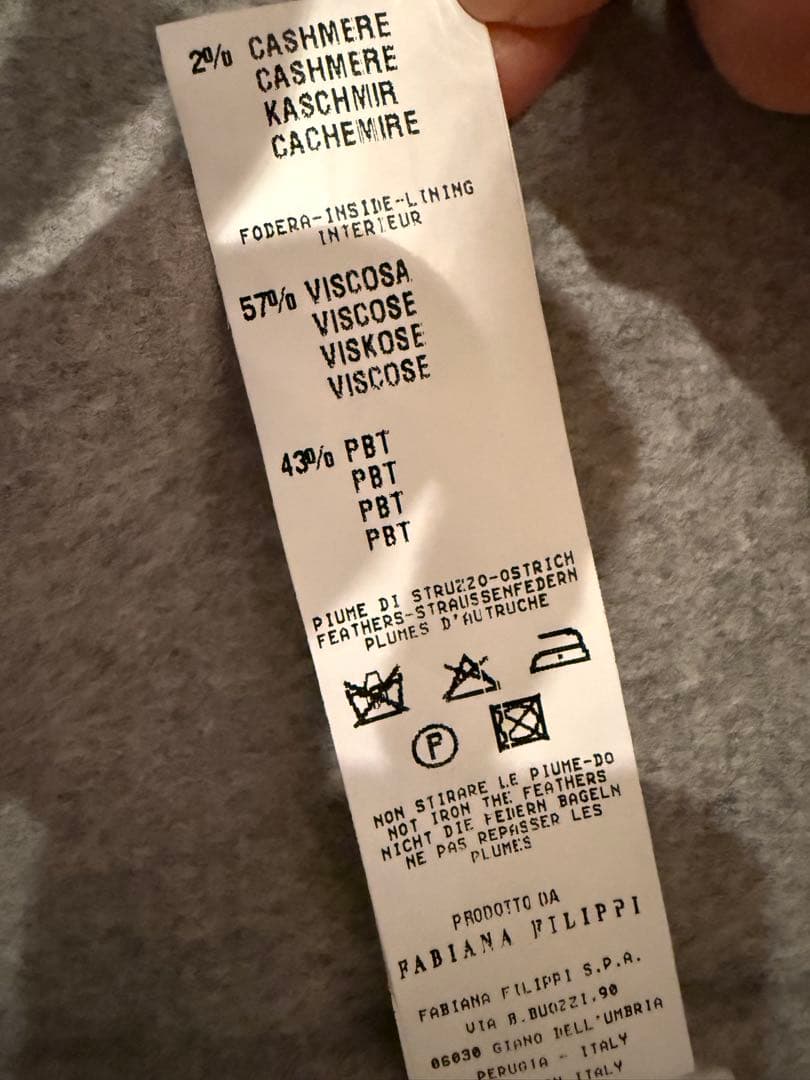 2% CASHMERE
CASHMERE
KASCHMIR
CACHEMIRE
FODERA-INSIDE-LINING
INTERIEUR
57% VISCOSA
VISCOSE
VISKOSE
VISCOSE
43% PBT
PBT
PBT
PBT
PIUME DI STRUZZO-OSTRICH
FEATHERS-STRAUSSENFEDERN
PLUMES D'AUTRUCHE
P
NON STIRARE LE PIUME-DO
NOT IRON THE FEATHERS
NICHT DIE FEDERN BAGELN
NE PAS REPASSER LES
PLUMES
PRODOTTO DA
FABIANA FILIPPI
FABIANA FILIPPI S.P.A.
VIA B.BUOZZI,90
06030 GIANO DELL'UMBRIA
PERUGIA - ITALY
ITALY